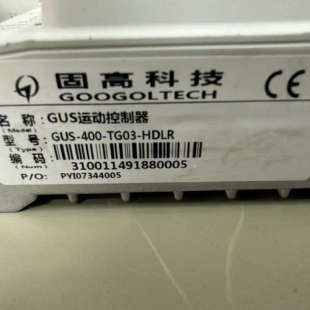 固高科技 CE
GOOGOLTECH
名 称: GUS运动控制器
型 号: GUS-400-TG03-HDLR
(Type)
编 码:
(Num) 310011491880005
P/O: PYI07344005